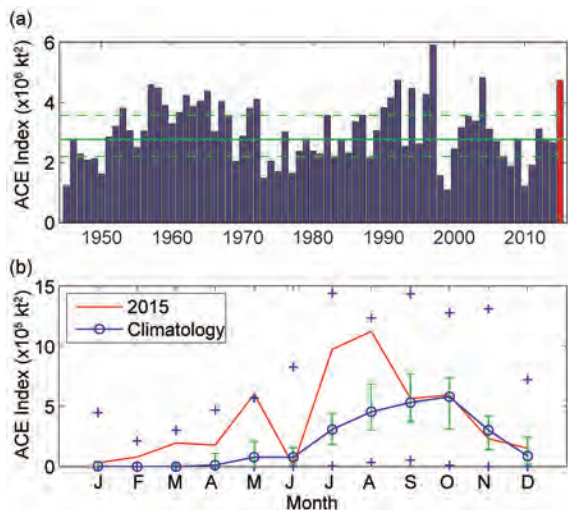 (a)
ACE Index (x10⁶ kt²)
6
4
2
0
1950 1960 1970 1980 1990 2000 2010
(b)
ACE Index (x10⁵ kt²)
15
10
5
0
2015
Climatology
J F M A M J J A S O N D
Month